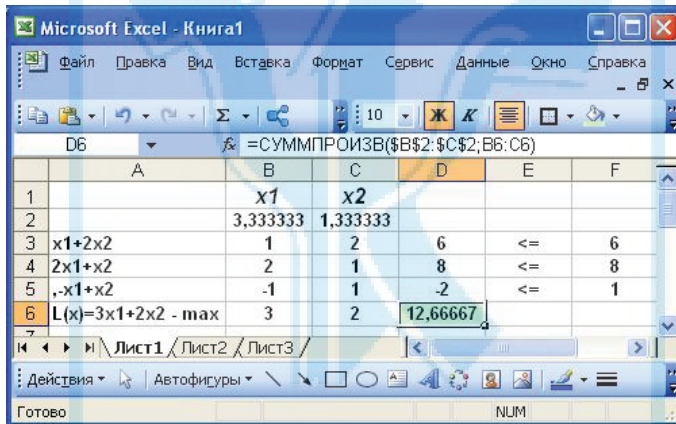 Microsoft Excel - Книга1
Файл Правка Вид Вставка Формат Сервис Данные Окно Справка
Σ 10 Ж К
D6 fx =СУММПРОИЗВ($B$2:$C$2;B6:C6)
A B C D E F
1 x1 x2
2 3,333333 1,333333
3 x1+2x2 1 2 6 <= 6
4 2x1+x2 2 1 8 <= 8
5 ,-x1+x2 -1 1 -2 <= 1
6 L(x)=3x1+2x2 - max 3 2 12,66667
7
Лист1 Лист2 Лист3
Действия Автофигуры
Готово NUM